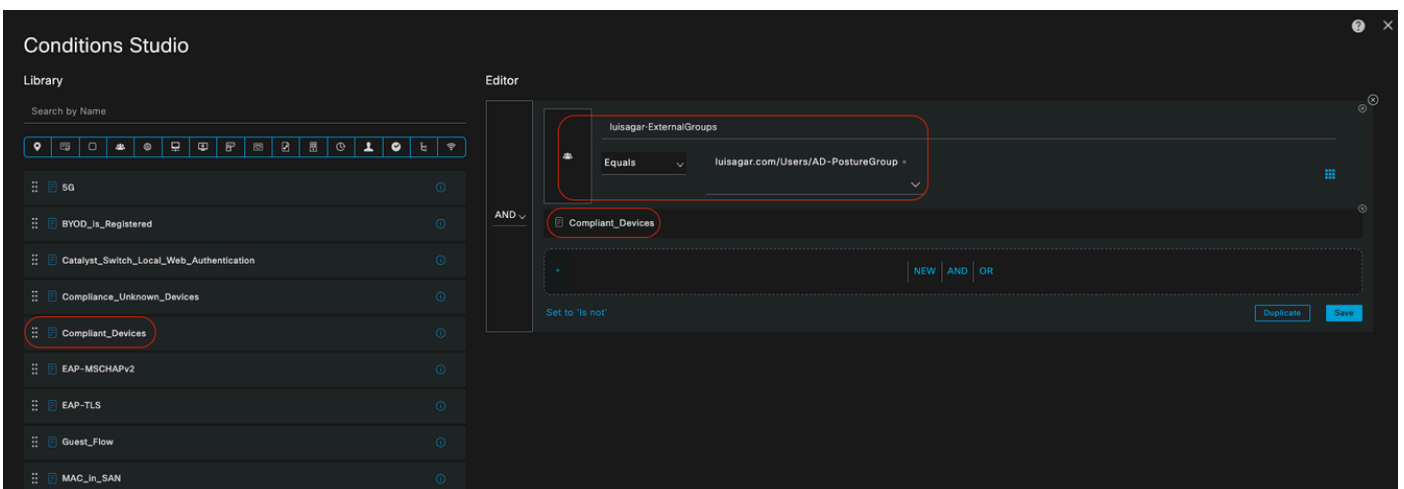 Conditions Studio
Library
Search by Name
5G
BYOD_is_Registered
Catalyst_Switch_Local_Web_Authentication
Compliance_Unknown_Devices
Compliant_Devices
EAP-MSCHAPv2
EAP-TLS
Guest_Flow
MAC_in_SAN
Editor
luisagar-ExternalGroups
Equals
luisagar.com/Users/AD-PostureGroup ×
AND
Compliant_Devices
+
NEW AND OR
Set to 'Is not'
Duplicate
Save